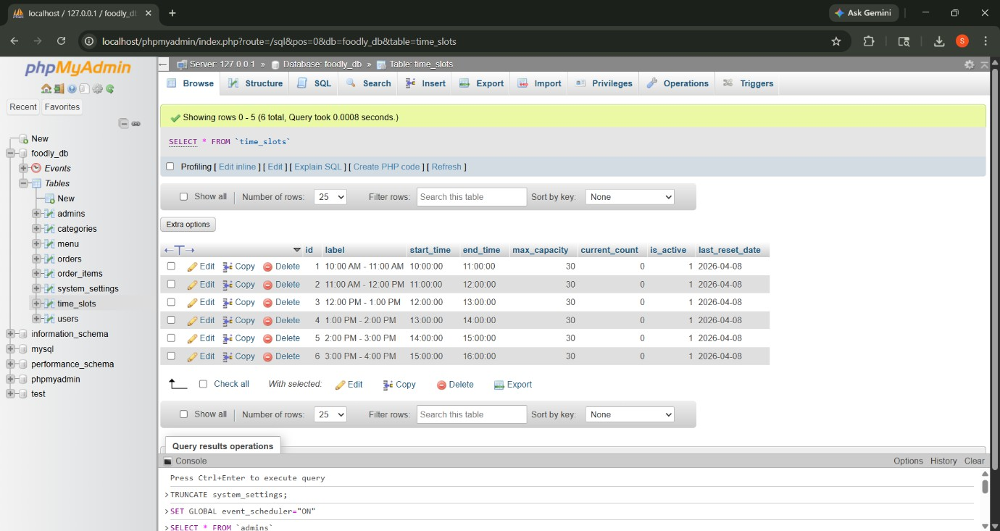 localhost / 127.0.0.1 / foodly_d
Ask Gemini
localhost/phpmyadmin/index.php?route=/sql&pos=0&db=foodly_db&table=time_slots
S
phpMyAdmin
Recent Favorites
New
foodly_db
Events
Tables
New
admins
categories
menu
orders
order_items
system_settings
time_slots
users
information_schema
mysql
performance_schema
phpmyadmin
test
Server: 127.0.0.1 » Database: foodly_db » Table: time_slots
Browse Structure SQL Search Insert Export Import Privileges Operations Triggers
Showing rows 0 - 5 (6 total, Query took 0.0008 seconds.)
SELECT * FROM `time_slots`
Profiling [ Edit inline ] [ Edit ] [ Explain SQL ] [ Create PHP code ] [ Refresh ]
Show all Number of rows: 25 Filter rows: Search this table Sort by key: None
Extra options
←T→ id label start_time end_time max_capacity current_count is_active last_reset_date
Edit Copy Delete 1 10:00 AM - 11:00 AM 10:00:00 11:00:00 30 0 1 2026-04-08
Edit Copy Delete 2 11:00 AM - 12:00 PM 11:00:00 12:00:00 30 0 1 2026-04-08
Edit Copy Delete 3 12:00 PM - 1:00 PM 12:00:00 13:00:00 30 0 1 2026-04-08
Edit Copy Delete 4 1:00 PM - 2:00 PM 13:00:00 14:00:00 30 0 1 2026-04-08
Edit Copy Delete 5 2:00 PM - 3:00 PM 14:00:00 15:00:00 30 0 1 2026-04-08
Edit Copy Delete 6 3:00 PM - 4:00 PM 15:00:00 16:00:00 30 0 1 2026-04-08
Check all With selected: Edit Copy Delete Export
Show all Number of rows: 25 Filter rows: Search this table Sort by key: None
Query results operations
Console Options History Clear
Press Ctrl+Enter to execute query
>TRUNCATE system_settings;
>SET GLOBAL event_scheduler="ON"
>SELECT * FROM `admins`